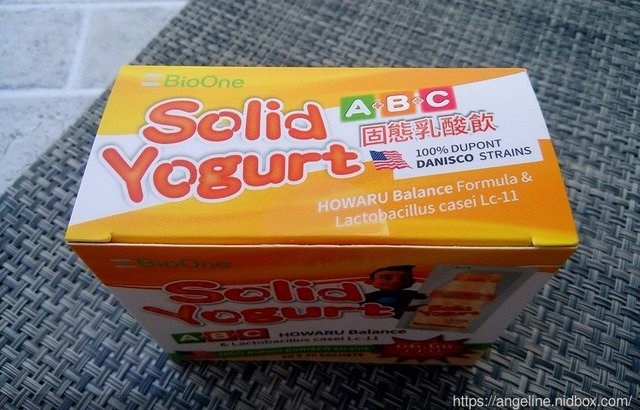 BioOne
Solid
Yogurt
A•B•C
固態乳酸飲
100% DUPONT
DANISCO STRAINS
HOWARU Balance Formula &
Lactobacillus casei Lc-11
BioOne
Solid
Yogurt
A•B•C HOWARU Balance
& Lactobacillus casei Lc-11
https://angeline.nidbox.com/